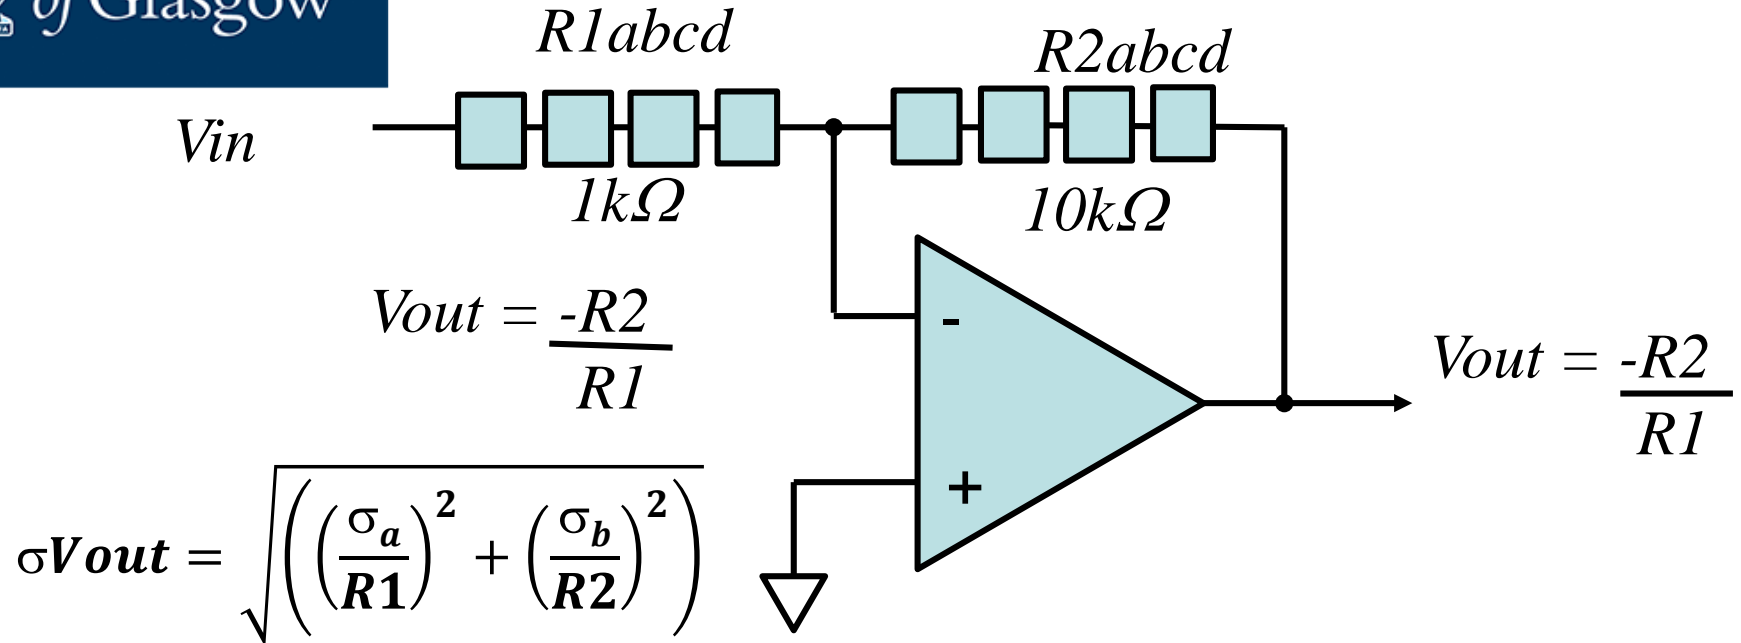 of Glasgow
R1abcd
R2abcd
Vin
1kΩ
10kΩ
Vout = -R2
R1
-
Vout = -R2
R1
+
σVout = √(((σa/R1)^2 + (σb/R2)^2))